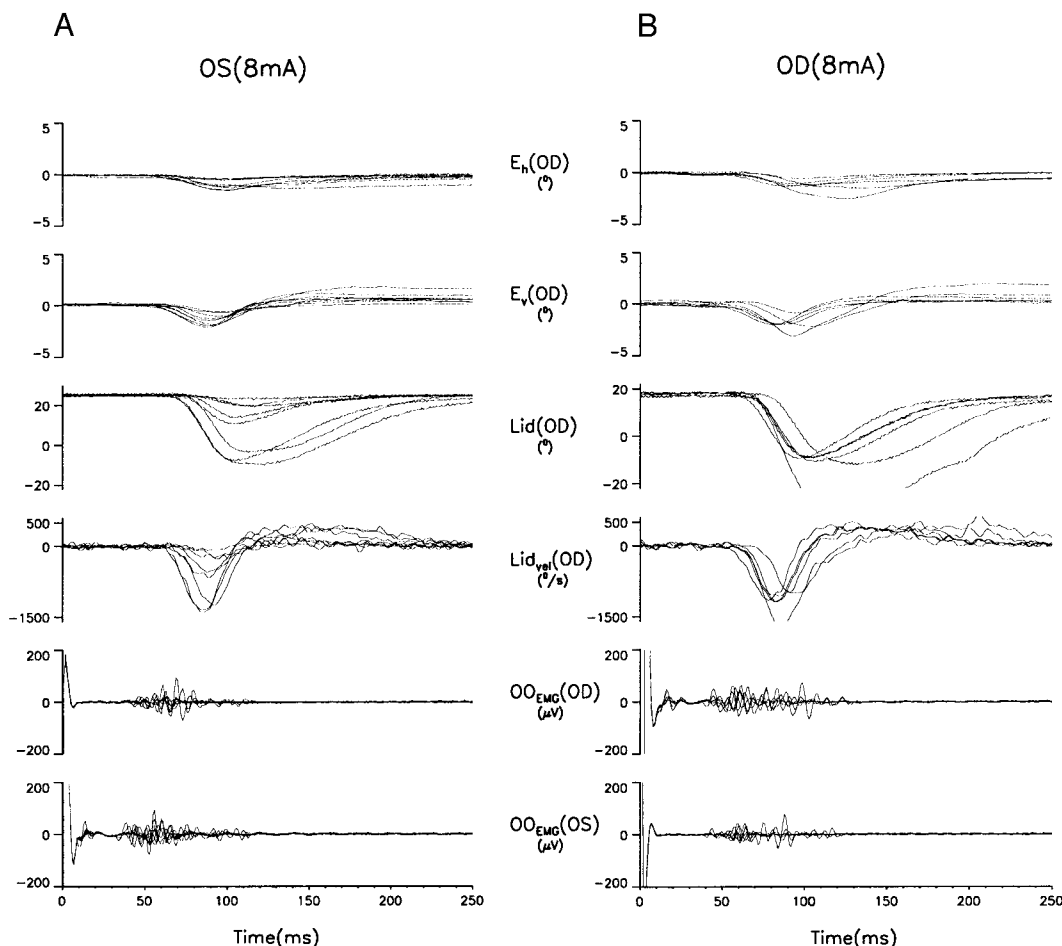 A
B
OS(8mA)
OD(8mA)
5
0
-5
E_h(OD)
(°)
5
0
-5
5
0
-5
E_v(OD)
(°)
5
0
-5
20
0
-20
Lid(OD)
(°)
20
0
-20
500
0
-1500
Lid_vel(OD)
(°/s)
500
0
-1500
200
0
-200
OO_EMG(OD)
(μV)
200
0
-200
200
0
-200
OO_EMG(OS)
(μV)
200
0
-200
0 50 100 150 200 250
0 50 100 150 200 250
Time(ms)
Time(ms)